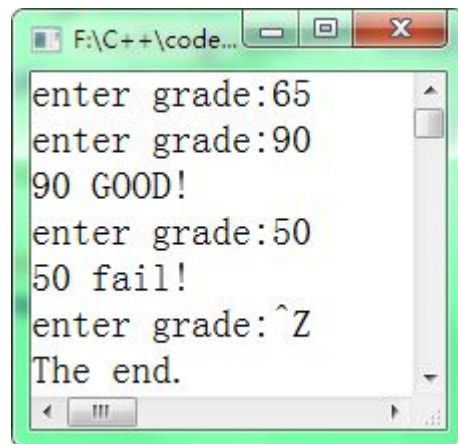 F:\C++\code...
enter grade:65
enter grade:90
90 GOOD!
enter grade:50
50 fail!
enter grade:^Z
The end.